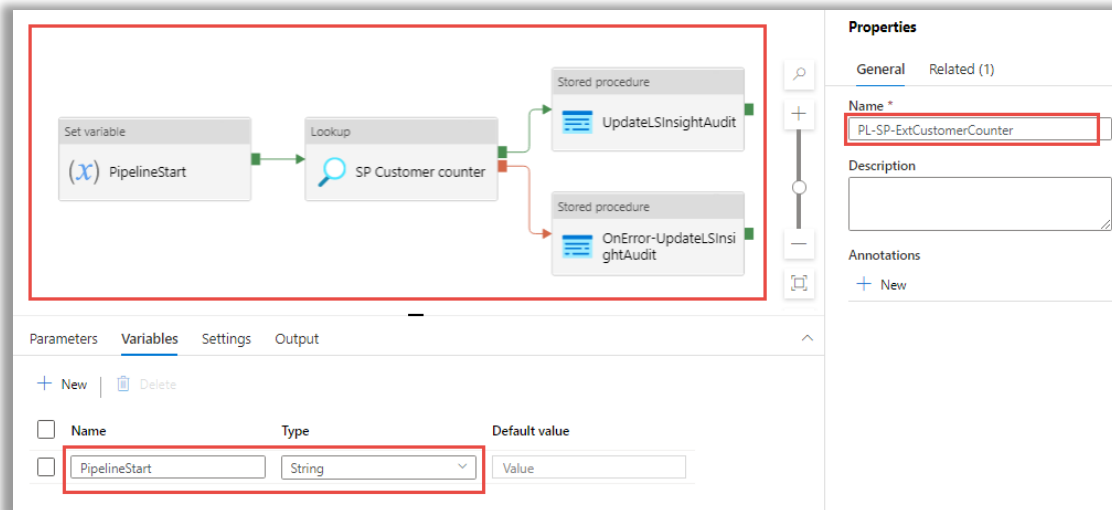 Set variable
(x) PipelineStart
Lookup
SP Customer counter
Stored procedure
UpdateLSInsightAudit
Stored procedure
OnError-UpdateLSInsi
ghtAudit
Parameters Variables Settings Output
+ New | Delete
Name Type Default value
PipelineStart String Value
Properties
General Related (1)
Name *
PL-SP-ExtCustomerCounter
Description
Annotations
+ New